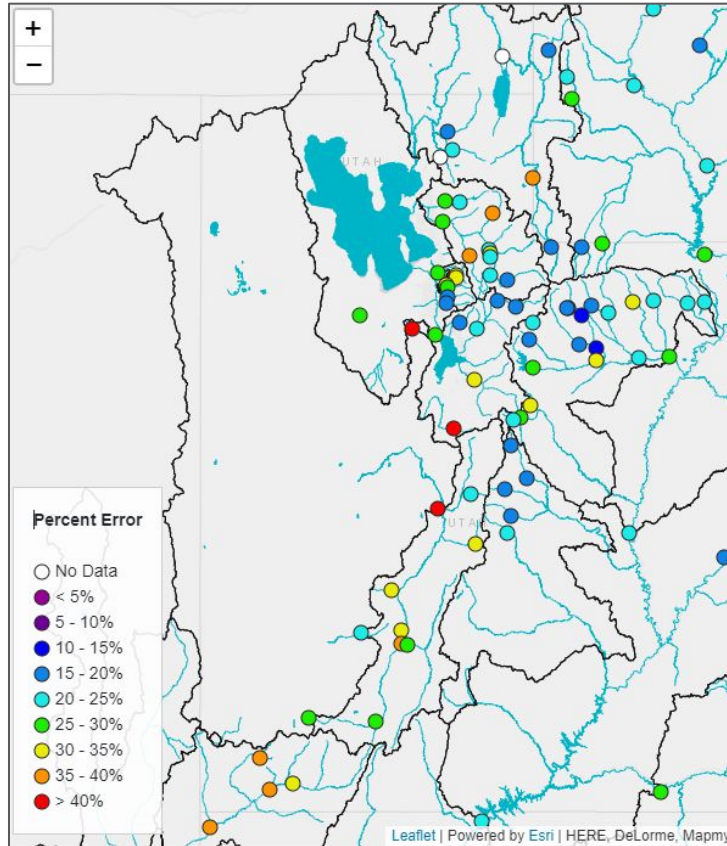 +
UTAH
−
Percent Error
UTAH
No Data
< 5%
5 - 10%
10 - 15%
15 - 20%
20 - 25%
25 - 30%
30 - 35%
35 - 40%
> 40%
Leaflet | Powered by Esri | HERE, DeLorme, Mapmy